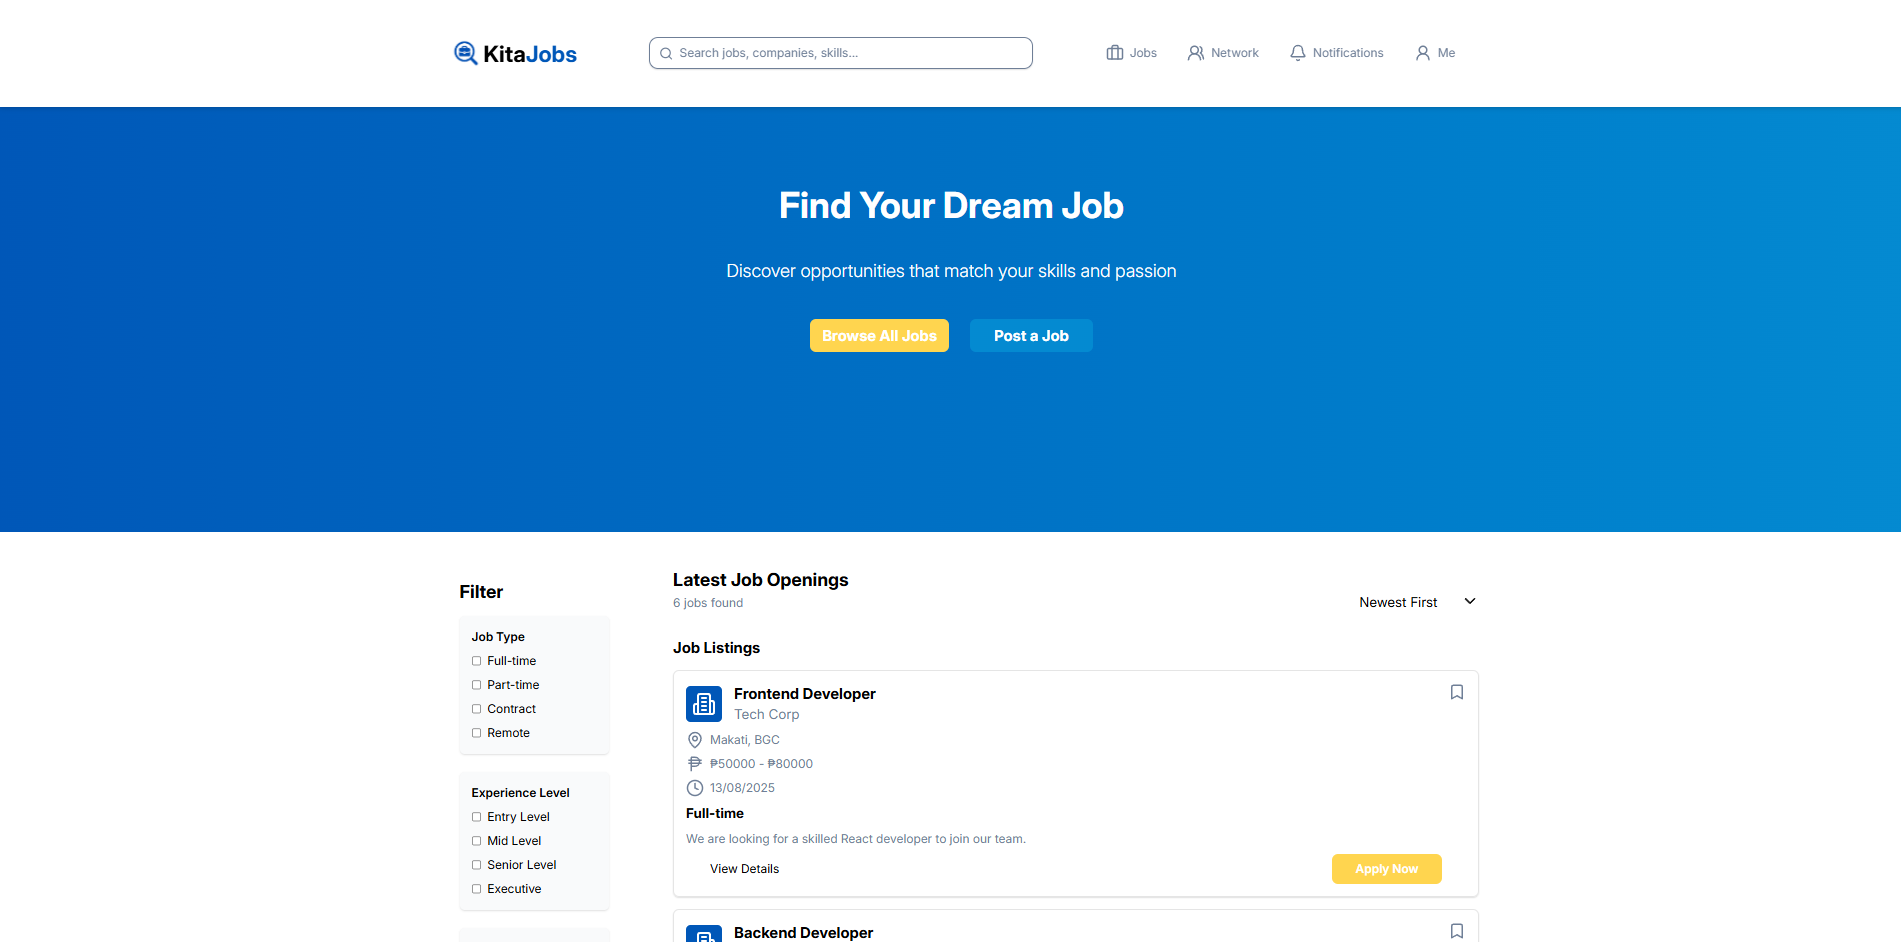 KitaJobs
Search jobs, companies, skills...
Jobs
Network
Notifications
Me
Find Your Dream Job
Discover opportunities that match your skills and passion
Browse All Jobs
Post a Job
Filter
Job Type
Full-time
Part-time
Contract
Remote
Experience Level
Entry Level
Mid Level
Senior Level
Executive
Latest Job Openings
6 jobs found
Newest First
Job Listings
Frontend Developer
Tech Corp
Makati, BGC
₱50000 - ₱80000
13/08/2025
Full-time
We are looking for a skilled React developer to join our team.
View Details
Apply Now
Backend Developer